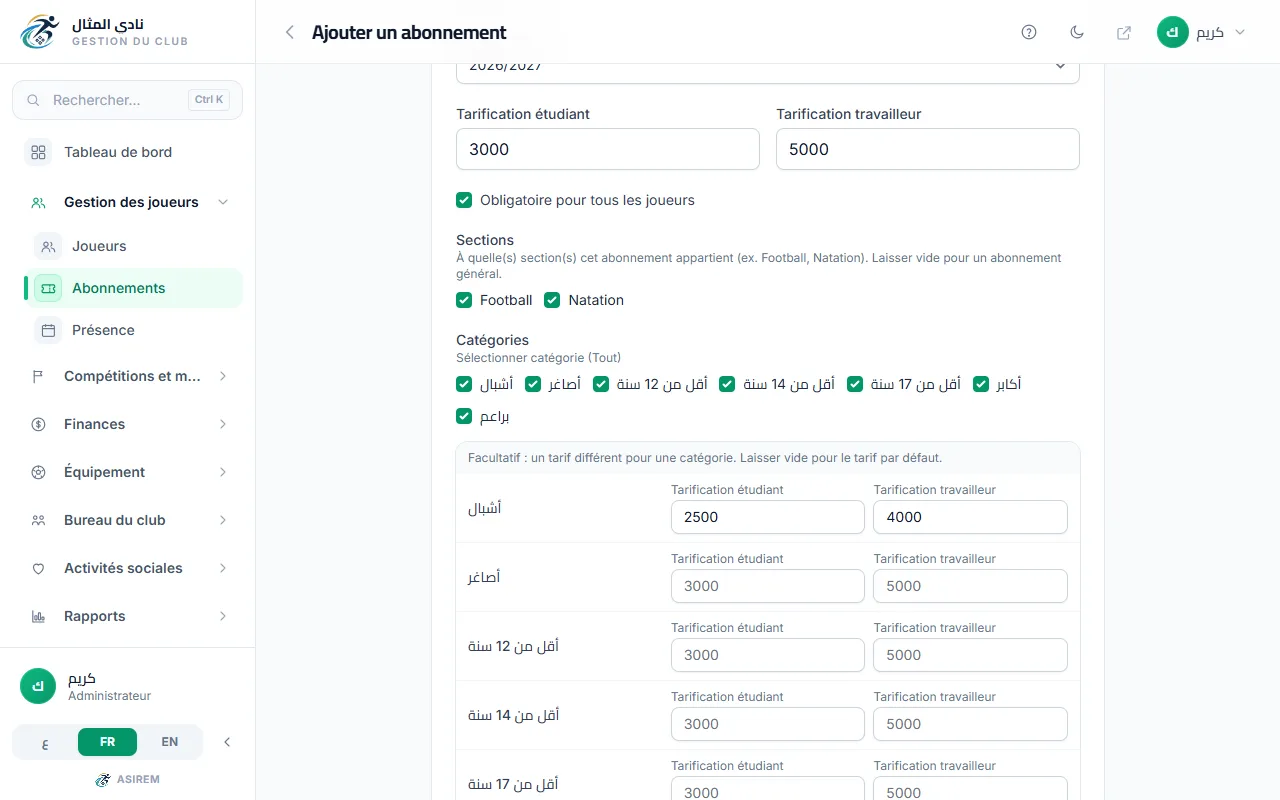 نادي المثال
GESTION DU CLUB
Rechercher...
Ctrl K
Tableau de bord
Gestion des joueurs
Joueurs
Abonnements
Présence
Compétitions et m...
Finances
Équipement
Bureau du club
Activités sociales
Rapports
ك
كريم
Administrateur
ع
FR
EN
ASIREM
Ajouter un abonnement
ك
كريم
2026/2027
Tarification étudiant
Tarification travailleur
3000
5000
Obligatoire pour tous les joueurs
Sections
À quelle(s) section(s) cet abonnement appartient (ex. Football, Natation). Laisser vide pour un abonnement
général.
Football
Natation
Catégories
Sélectionner catégorie (Tout)
أشبال
أصاغر
أقل من 12 سنة
أقل من 14 سنة
أقل من 17 سنة
أكابر
براعم
Facultatif : un tarif différent pour une catégorie. Laisser vide pour le tarif par défaut.
أشبال
Tarification étudiant
Tarification travailleur
2500
4000
أصاغر
Tarification étudiant
Tarification travailleur
3000
5000
أقل من 12 سنة
Tarification étudiant
Tarification travailleur
3000
5000
أقل من 14 سنة
Tarification étudiant
Tarification travailleur
3000
5000
أقل من 17 سنة
Tarification étudiant
Tarification travailleur
3000
5000